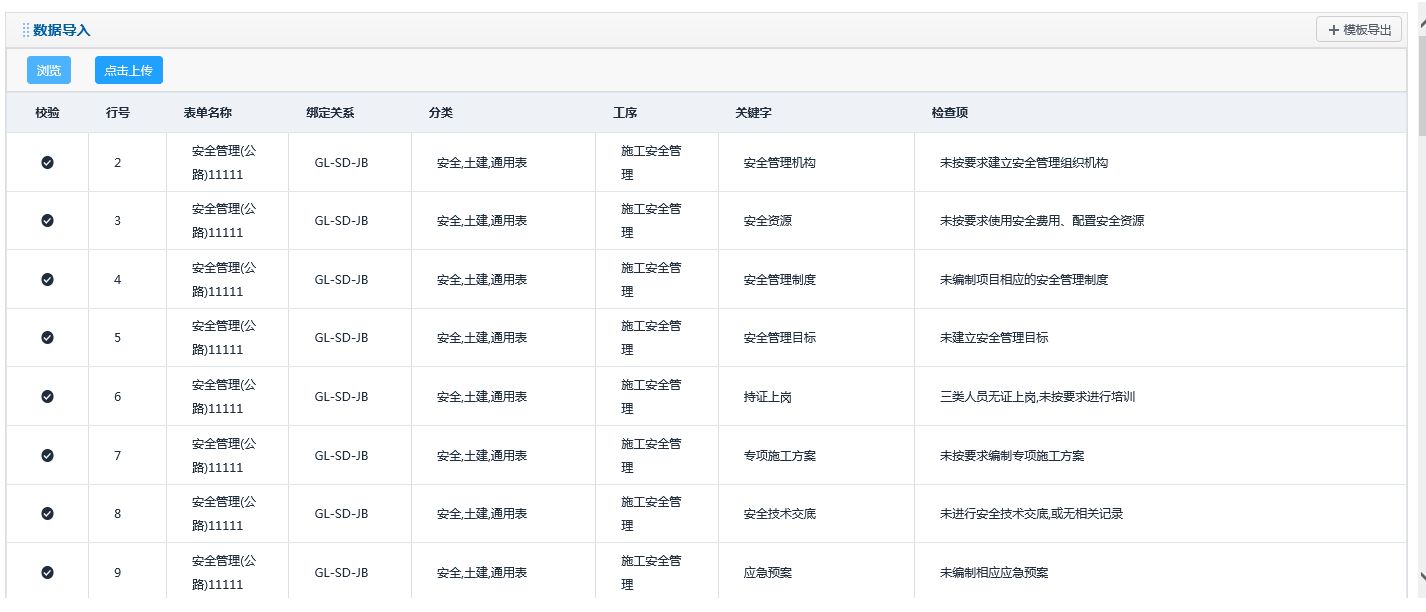 数据导入
模板导出
浏览
点击上传
校验 行号 表单名称 绑定关系 分类 工序 关键字 检查项
2 安全管理(公 GL-SD-JB 安全,土建,通用表 施工安全管 安全管理机构 未按要求建立安全管理组织机构
路)11111 理
3 安全管理(公 GL-SD-JB 安全,土建,通用表 施工安全管 安全资源 未按要求使用安全费用、配置安全资源
路)11111 理
4 安全管理(公 GL-SD-JB 安全,土建,通用表 施工安全管 安全管理制度 未编制项目相应的安全管理制度
路)11111 理
5 安全管理(公 GL-SD-JB 安全,土建,通用表 施工安全管 安全管理目标 未建立安全管理目标
路)11111 理
6 安全管理(公 GL-SD-JB 安全,土建,通用表 施工安全管 持证上岗 三类人员无证上岗,未按要求进行培训
路)11111 理
7 安全管理(公 GL-SD-JB 安全,土建,通用表 施工安全管 专项施工方案 未按要求编制专项施工方案
路)11111 理
8 安全管理(公 GL-SD-JB 安全,土建,通用表 施工安全管 安全技术交底 未进行安全技术交底,或无相关记录
路)11111 理
9 安全管理(公 GL-SD-JB 安全,土建,通用表 施工安全管 应急预案 未编制相应应急预案
路)11111 理